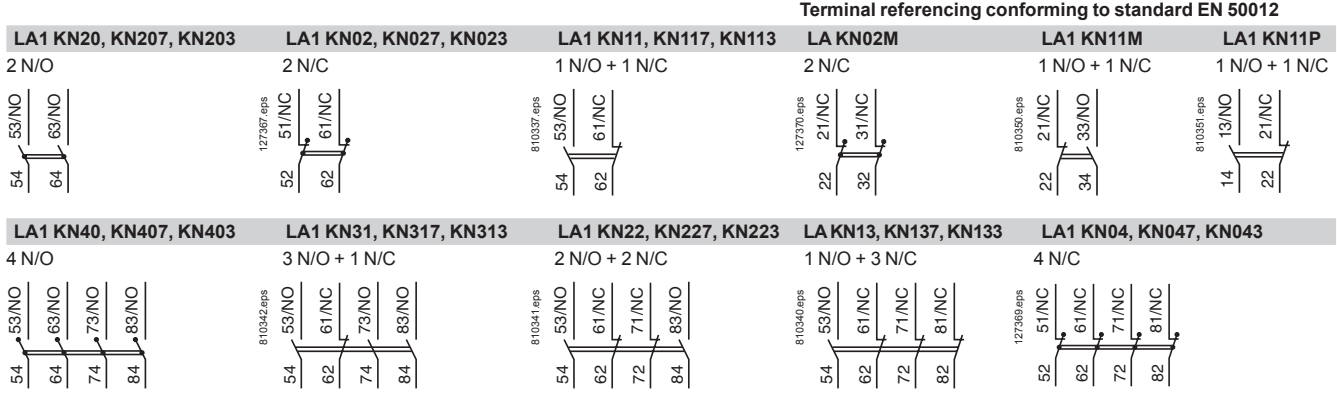 Terminal referencing conforming to standard EN 50012
LA1 KN20, KN207, KN203
LA1 KN02, KN027, KN023
LA1 KN11, KN117, KN113
LA KN02M
LA1 KN11M
LA1 KN11P
2 N/O
2 N/C
1 N/O + 1 N/C
2 N/C
1 N/O + 1 N/C
1 N/O + 1 N/C
53/NO
63/NO
54
64
127367.eps
51/NC
61/NC
52
62
810337.eps
53/NO
61/NC
54
62
127370.eps
21/NC
31/NC
22
32
810350.eps
21/NC
33/NO
22
34
810351.eps
13/NO
21/NC
14
22
LA1 KN40, KN407, KN403
LA1 KN31, KN317, KN313
LA1 KN22, KN227, KN223
LA KN13, KN137, KN133
LA1 KN04, KN047, KN043
4 N/O
3 N/O + 1 N/C
2 N/O + 2 N/C
1 N/O + 3 N/C
4 N/C
53/NO
63/NO
73/NO
83/NO
54
64
74
84
810342.eps
53/NO
61/NC
73/NO
83/NO
54
62
74
84
810341.eps
53/NO
61/NC
71/NC
83/NO
54
62
72
84
810340.eps
53/NO
61/NC
71/NC
81/NC
54
62
72
82
127369.eps
51/NC
61/NC
71/NC
81/NC
52
62
72
82